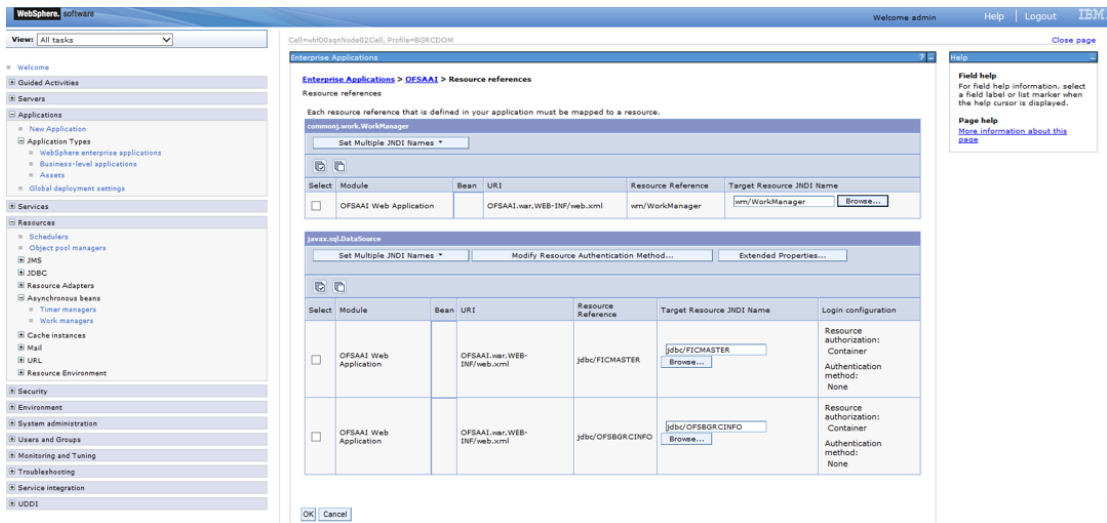 WebSphere. software
Welcome admin
Help | Logout
IBM.
View: All tasks
Cell=whf00aqnNode02Cell, Profile=BGRCDOM
Close page
Welcome
Guided Activities
Servers
Applications
New Application
Application Types
WebSphere enterprise applications
Business-level applications
Assets
Global deployment settings
Services
Resources
Schedulers
Object pool managers
JMS
JDBC
Resource Adapters
Asynchronous beans
Timer managers
Work managers
Cache instances
Mail
URL
Resource Environment
Security
Environment
System administration
Users and Groups
Monitoring and Tuning
Troubleshooting
Service integration
UDDI
Enterprise Applications
Enterprise Applications > OFSAAI > Resource references
Resource references
Each resource reference that is defined in your application must be mapped to a resource.
commonj.work.WorkManager
Set Multiple JNDI Names
Select Module Bean URI Resource Reference Target Resource JNDI Name
OFSAAI Web Application OFSAAI.war,WEB-INF/web.xml wm/WorkManager wm/WorkManager Browse...
javax.sql.DataSource
Set Multiple JNDI Names Modify Resource Authentication Method... Extended Properties...
Select Module Bean URI Resource Reference Target Resource JNDI Name Login configuration
OFSAAI Web Application
OFSAAI.war,WEB-INF/web.xml
jdbc/FICMASTER
jdbc/FICMASTER
Browse...
Resource authorization:
Container
Authentication method:
None
OFSAAI Web Application
OFSAAI.war,WEB-INF/web.xml
jdbc/OFSBGRCINFO
jdbc/OFSBGRCINFO
Browse...
Resource authorization:
Container
Authentication method:
None
OK Cancel
Help
Field help
For field help information, select
a field label or list marker when
the help cursor is displayed.
Page help
More information about this
page